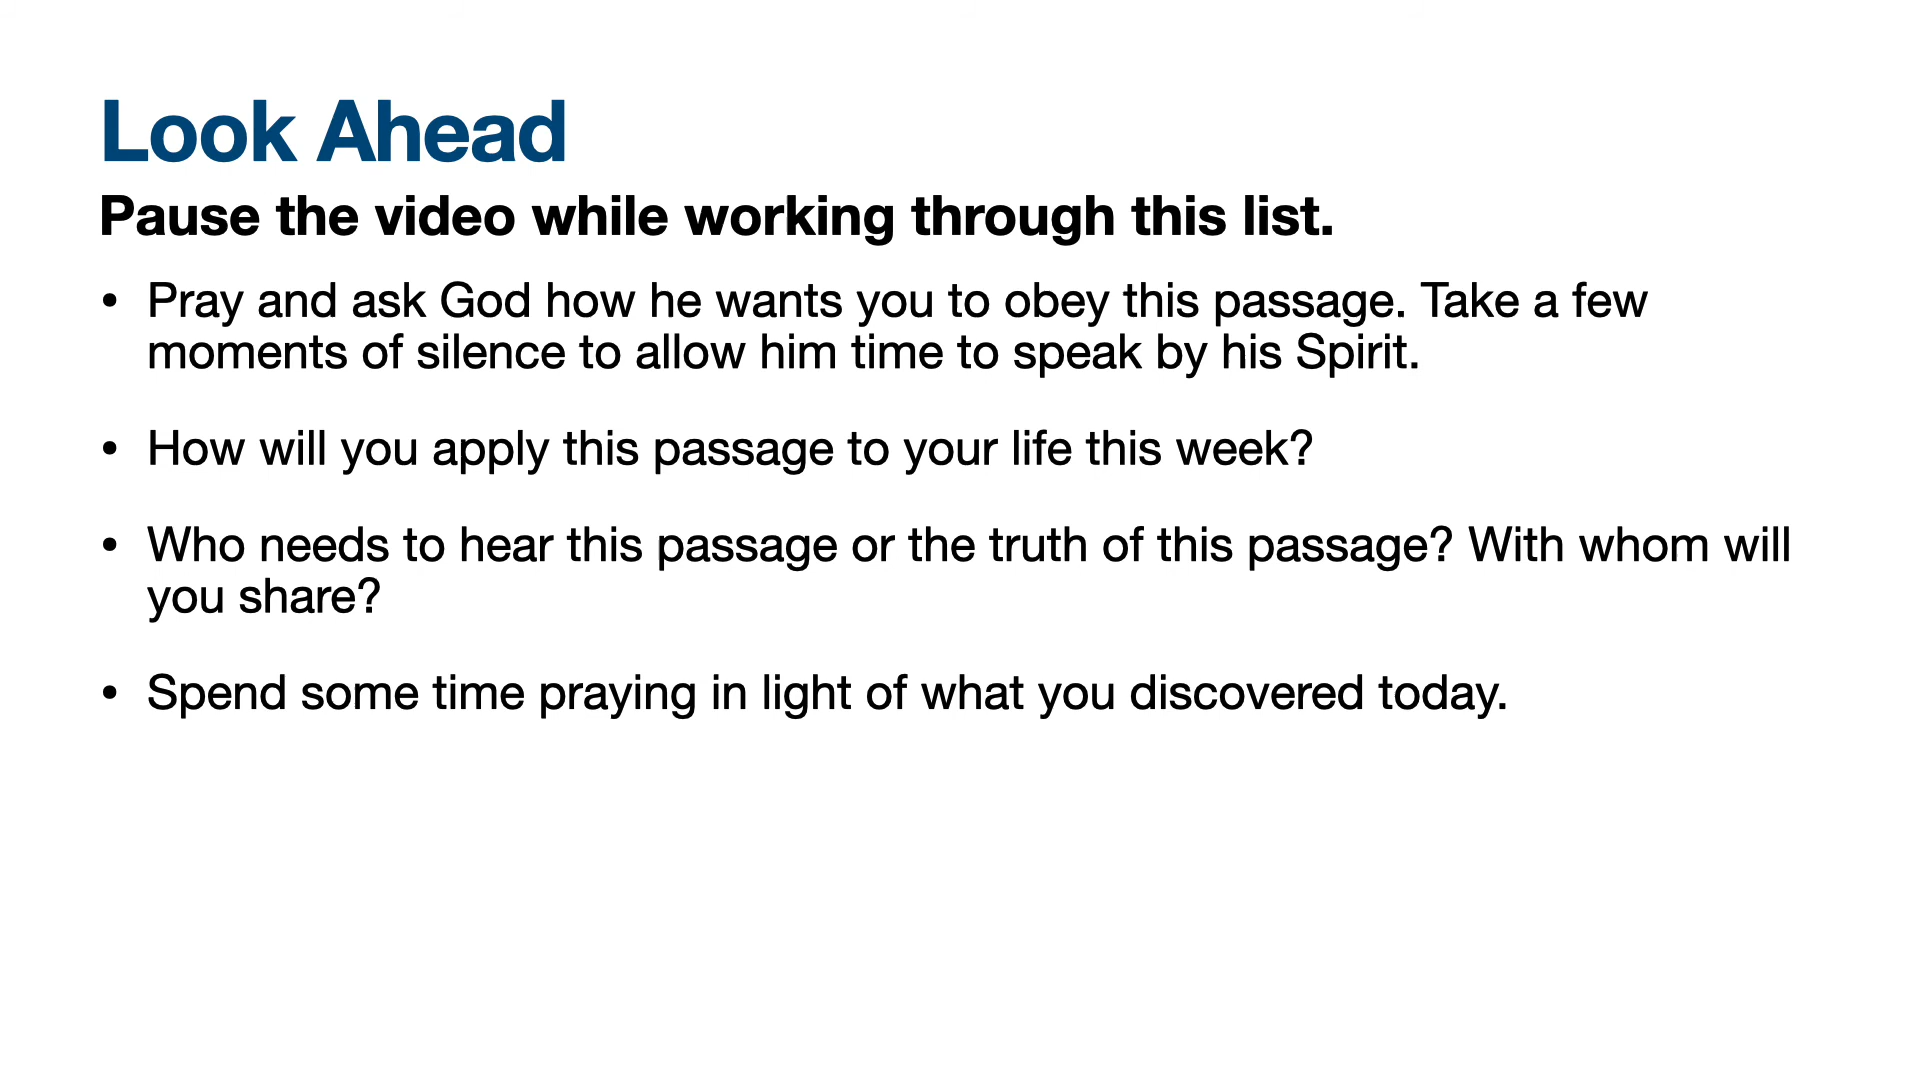 Look Ahead
Pause the video while working through this list.
• Pray and ask God how he wants you to obey this passage. Take a few
moments of silence to allow him time to speak by his Spirit.
• How will you apply this passage to your life this week?
• Who needs to hear this passage or the truth of this passage? With whom will
you share?
• Spend some time praying in light of what you discovered today.